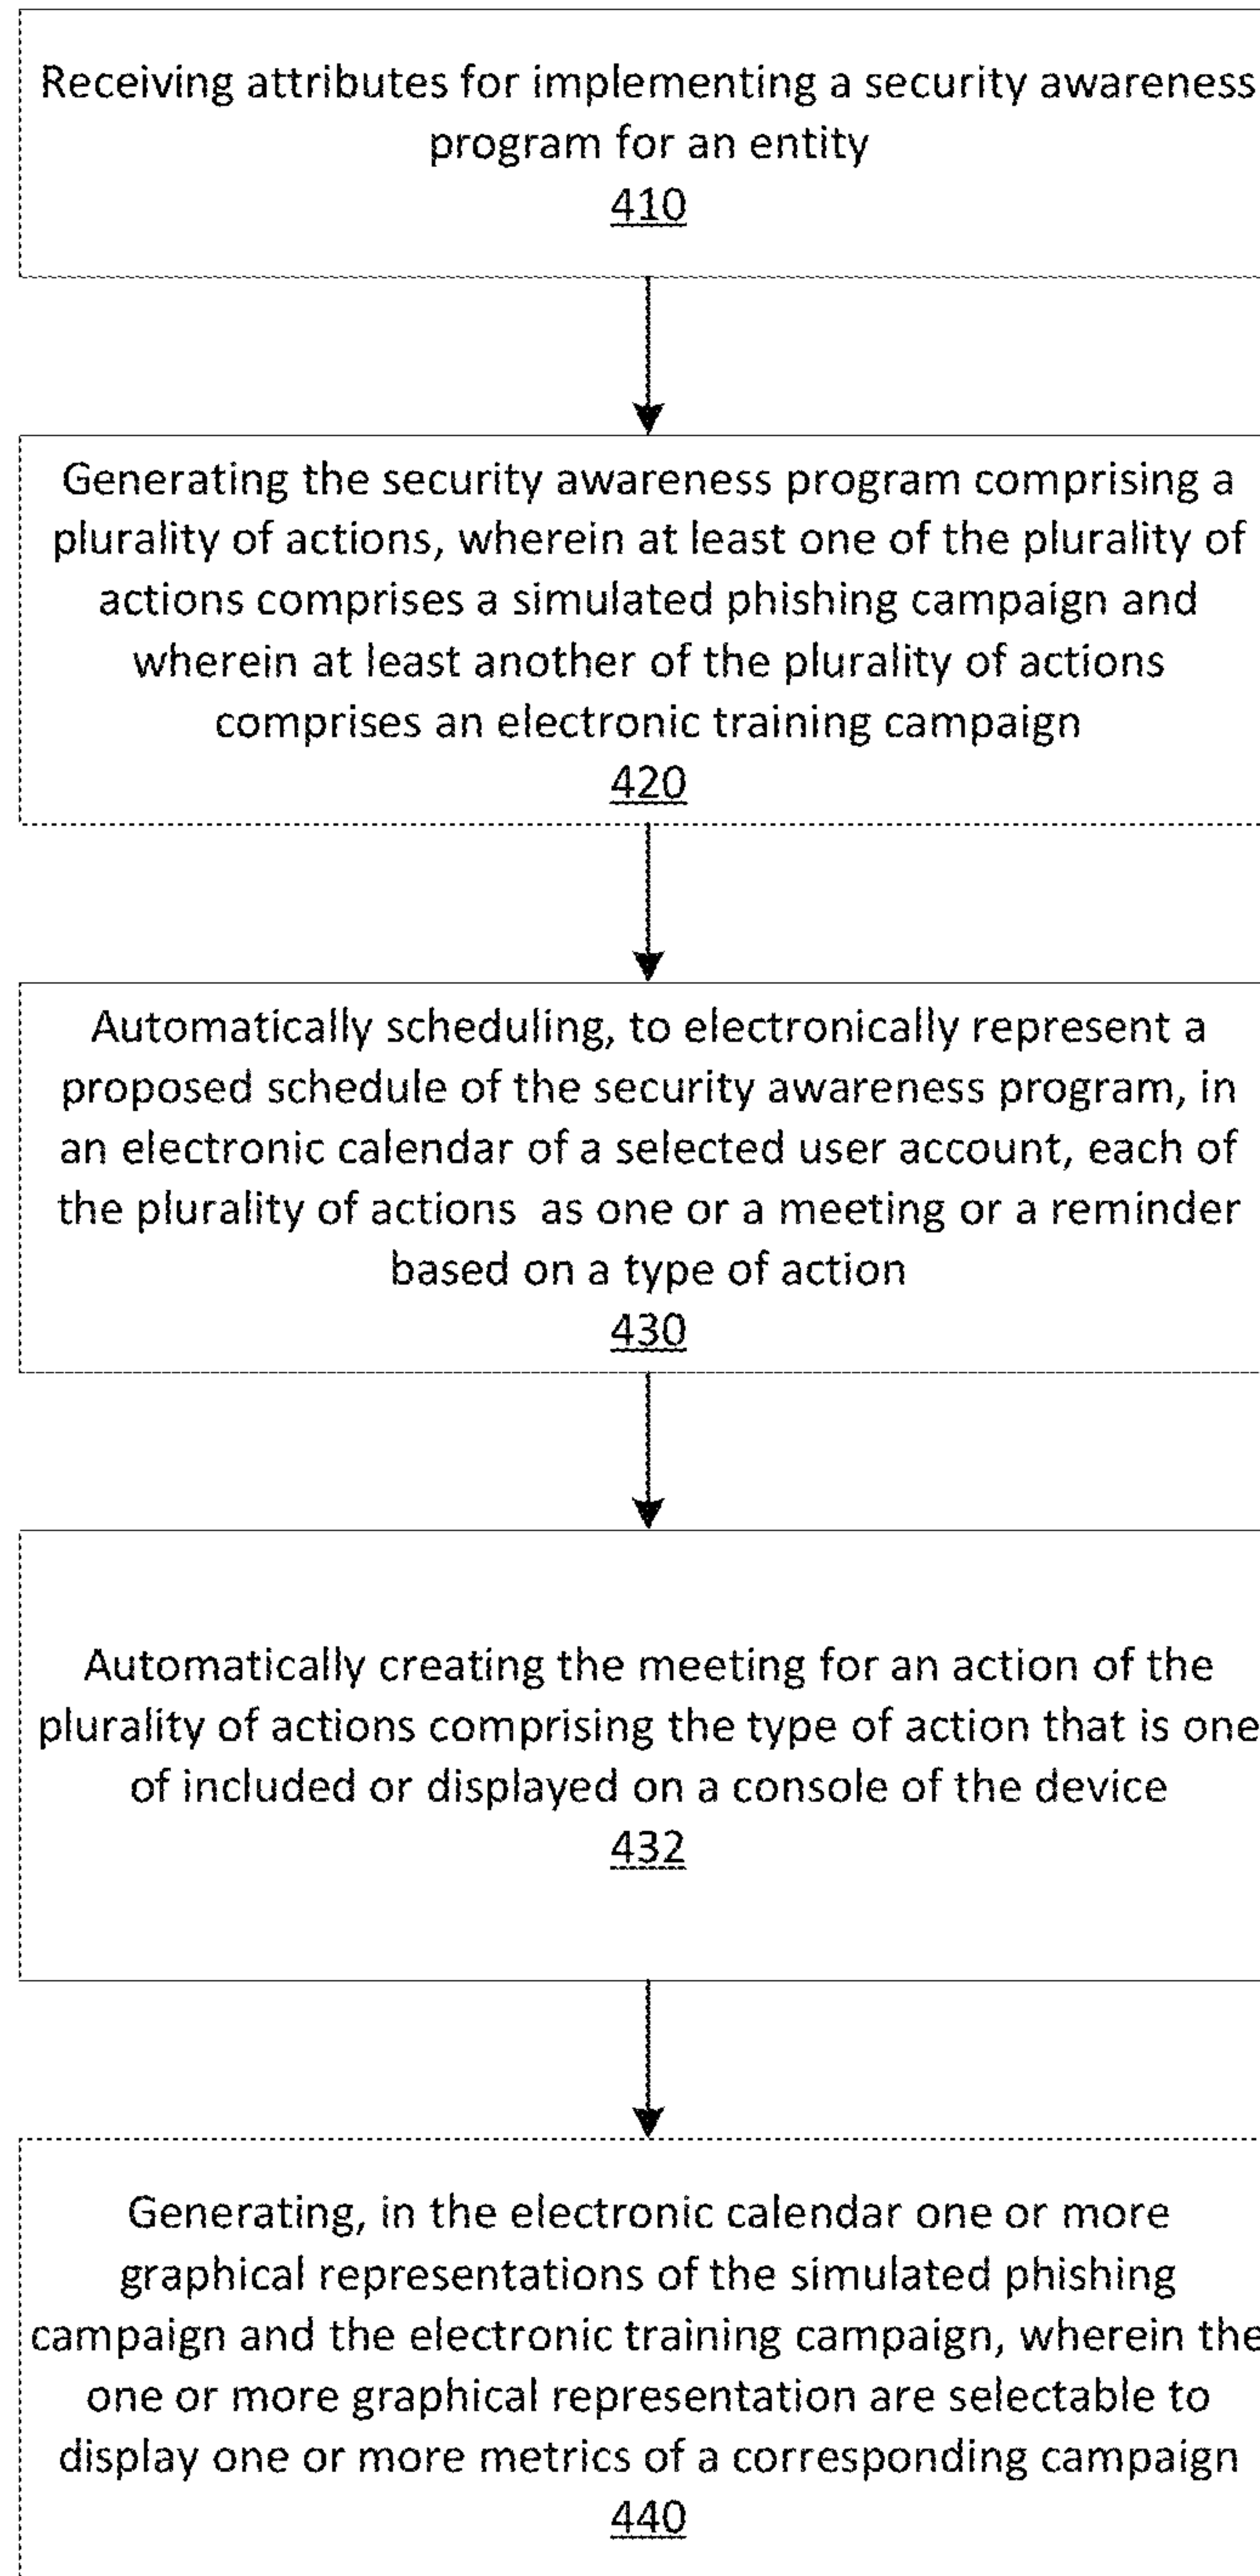 Receiving attributes for implementing a security awareness
program for an entity
410
Generating the security awareness program comprising a
plurality of actions, wherein at least one of the plurality of
actions comprises a simulated phishing campaign and
wherein at least another of the plurality of actions
comprises an electronic training campaign
420
Automatically scheduling, to electronically represent a
proposed schedule of the security awareness program, in
an electronic calendar of a selected user account, each of
the plurality of actions as one or a meeting or a reminder
based on a type of action
430
Automatically creating the meeting for an action of the
plurality of actions comprising the type of action that is one
of included or displayed on a console of the device
432
Generating, in the electronic calendar one or more
graphical representations of the simulated phishing
campaign and the electronic training campaign, wherein the
one or more graphical representation are selectable to
display one or more metrics of a corresponding campaign
440